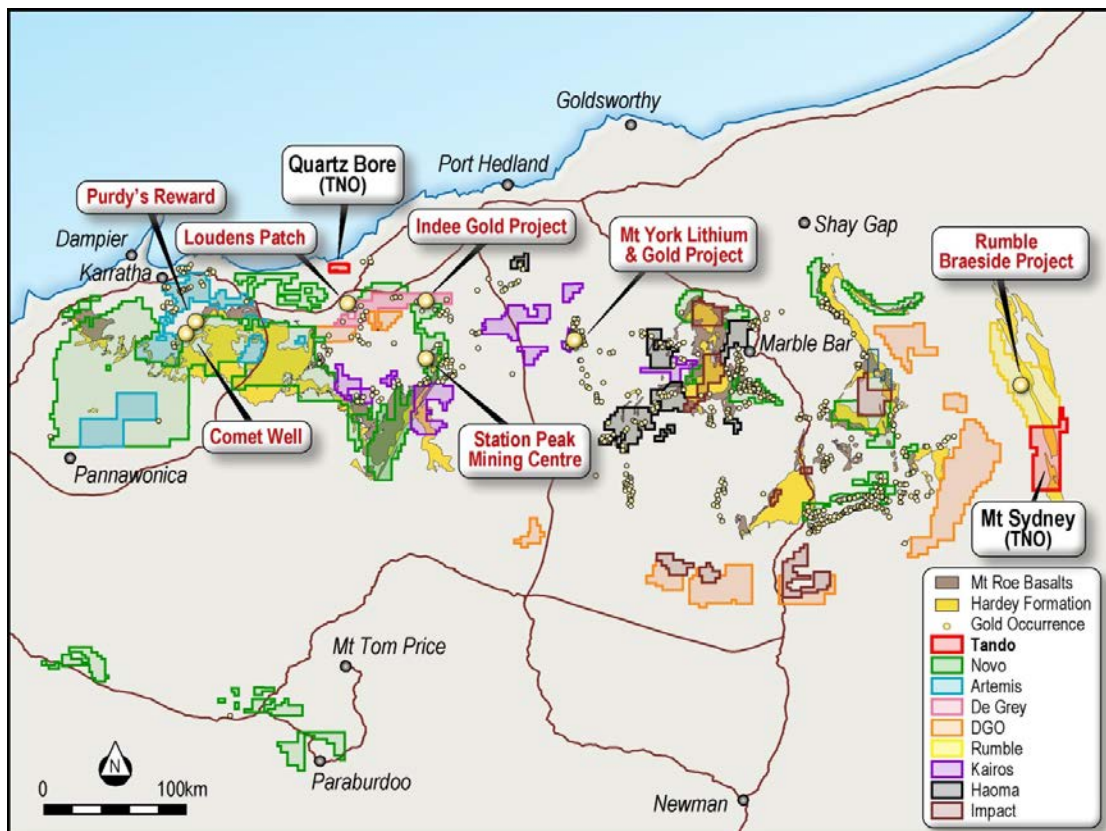 Goldsworthy
Port Hedland
Quartz Bore
(TNO)
Purdy's Reward
Loudens Patch
Indee Gold Project
Mt York Lithium
& Gold Project
Shay Gap
Rumble
Braeside Project
Dampier
Karratha
Marble Bar
Comet Well
Station Peak
Mining Centre
Pannawonica
Mt Sydney
(TNO)
Mt Tom Price
Paraburdoo
Newman
N
0 100km
Mt Roe Basalts
Hardey Formation
Gold Occurrence
Tando
Novo
Artemis
De Grey
DGO
Rumble
Kairos
Haoma
Impact